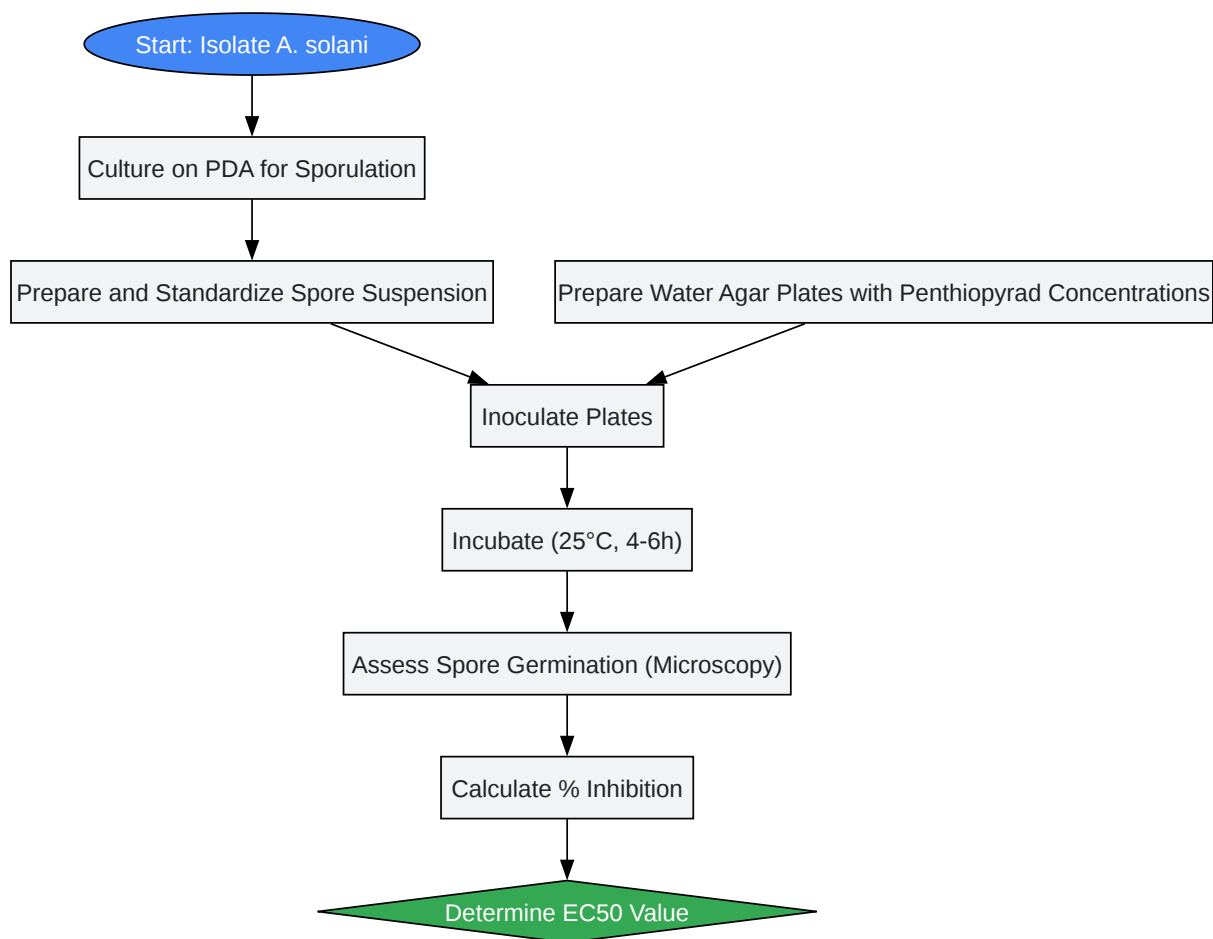 Start: Isolate A. solani
Culture on PDA for Sporulation
Prepare and Standardize Spore Suspension
Prepare Water Agar Plates with Penthiopyrad Concentrations
Inoculate Plates
Incubate (25°C, 4-6h)
Assess Spore Germination (Microscopy)
Calculate % Inhibition
Determine EC50 Value